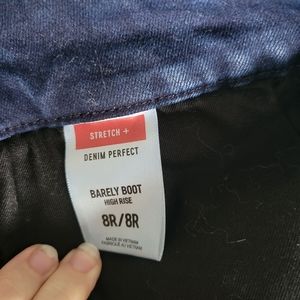 STRETCH +
DENIM PERFECT
BARELY BOOT
HIGH RISE
8R/8R
MADE IN VIETNAM
FABRIQUÉ AU VIETNAM